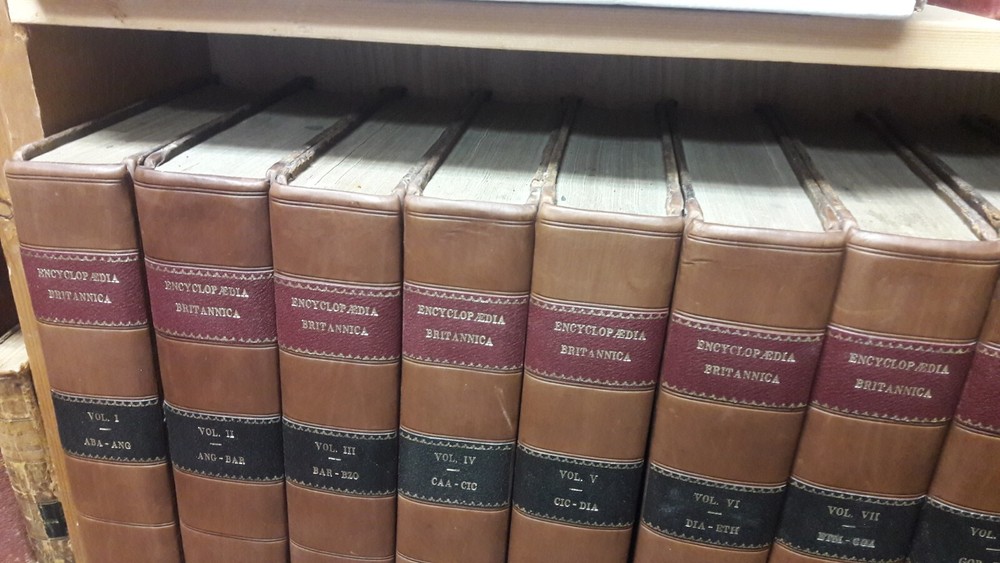 ENCYCLOPÆDIA
BRITANNICA
VOL. I
ABA-ANG
ENCYCLOPÆDIA
BRITANNICA
VOL. II
ANG-BAR
ENCYCLOPÆDIA
BRITANNICA
VOL. III
BAR-BZO
ENCYCLOPÆDIA
BRITANNICA
VOL. IV
CAA-CIC
ENCYCLOPÆDIA
BRITANNICA
VOL. V
CIC-DIA
ENCYCLOPÆDIA
BRITANNICA
VOL. VI
DIA-ETH
ENCYCLOPÆDIA
BRITANNICA
VOL. VII
VOL.